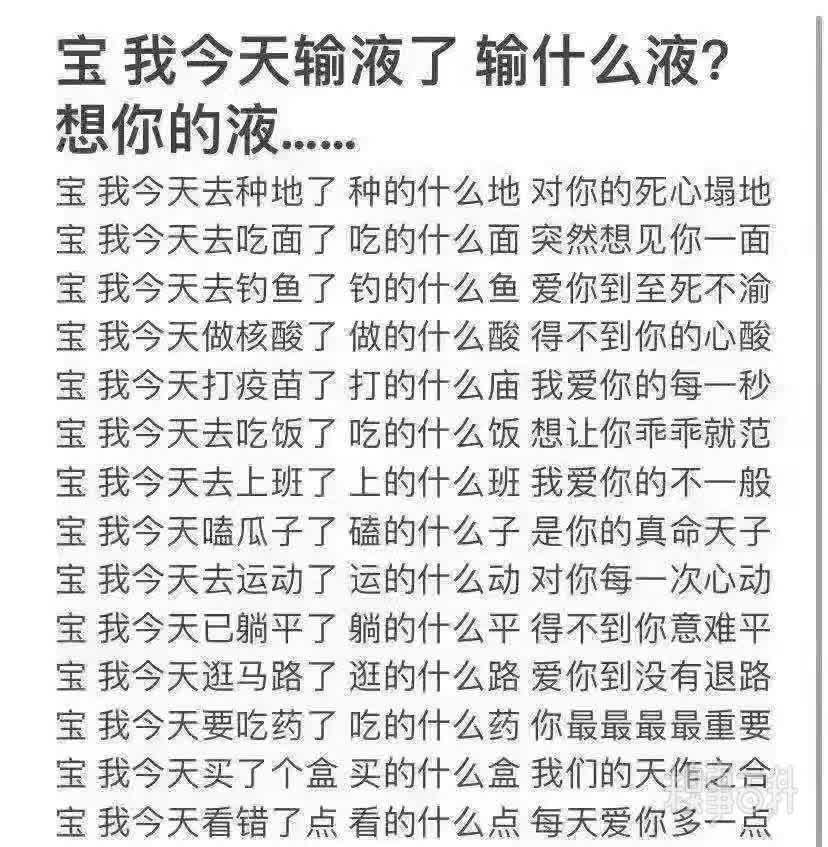 宝 我今天输液了 输什么液?
想你的液……
宝 我今天去种地了 种的什么地 对你的死心塌地
宝 我今天去吃面了 吃的什么面 突然想见你一面
宝 我今天去钓鱼了 钓的什么鱼 爱你到至死不渝
宝 我今天做核酸了 做的什么酸 得不到你的心酸
宝 我今天打疫苗了 打的什么庙 我爱你的每一秒
宝 我今天去吃饭了 吃的什么饭 想让你乖乖就范
宝 我今天去上班了 上的什么班 我爱你的不一般
宝 我今天嗑瓜子了 磕的什么子 是你的真命天子
宝 我今天去运动了 运的什么动 对你每一次心动
宝 我今天已躺平了 躺的什么平 得不到你意难平
宝 我今天逛马路了 逛的什么路 爱你到没有退路
宝 我今天要吃药了 吃的什么药 你最最最最重要
宝 我今天买了个盒 买的什么盒 我们的天作之合
宝 我今天看错了点 看的什么点 每天爱你多一点